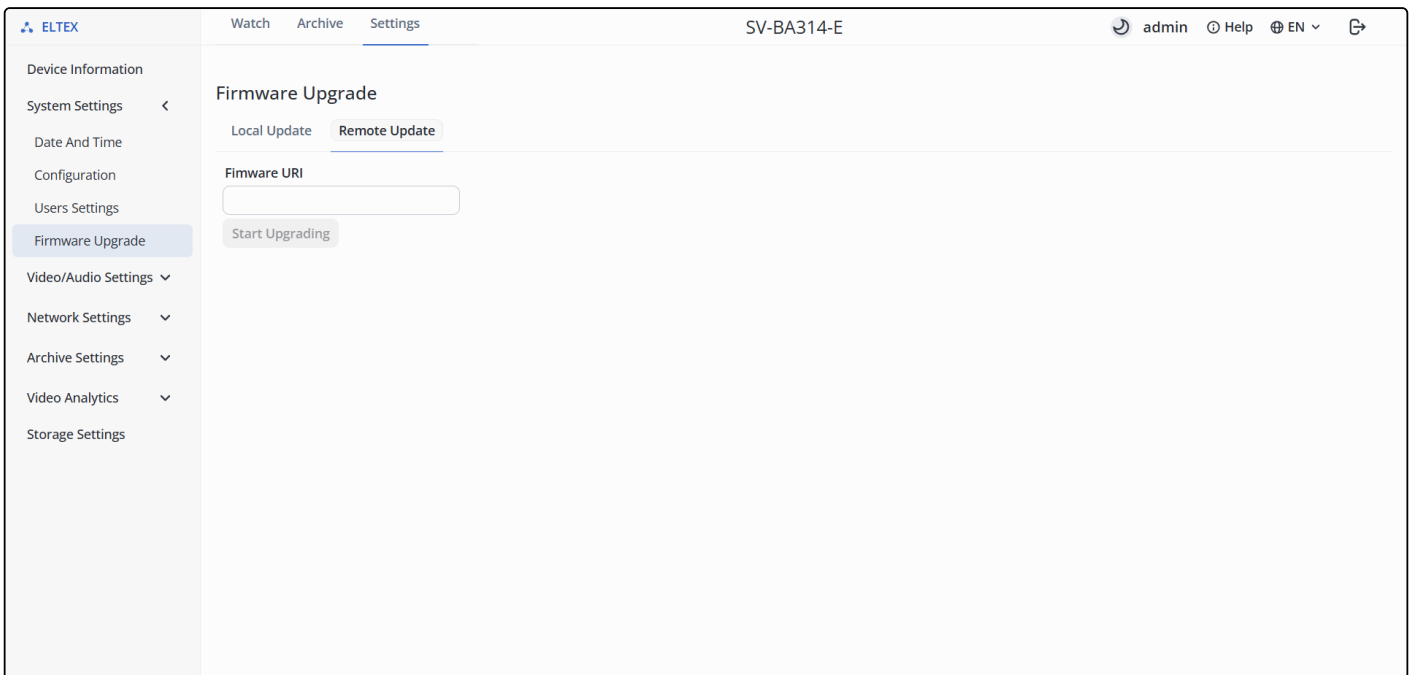 ELTEX
Watch Archive Settings
SV-BA314-E
admin Help EN
Device Information
System Settings
Date And Time
Configuration
Users Settings
Firmware Upgrade
Video/Audio Settings
Network Settings
Archive Settings
Video Analytics
Storage Settings
Firmware Upgrade
Local Update Remote Update
Fimware URI
Start Upgrading